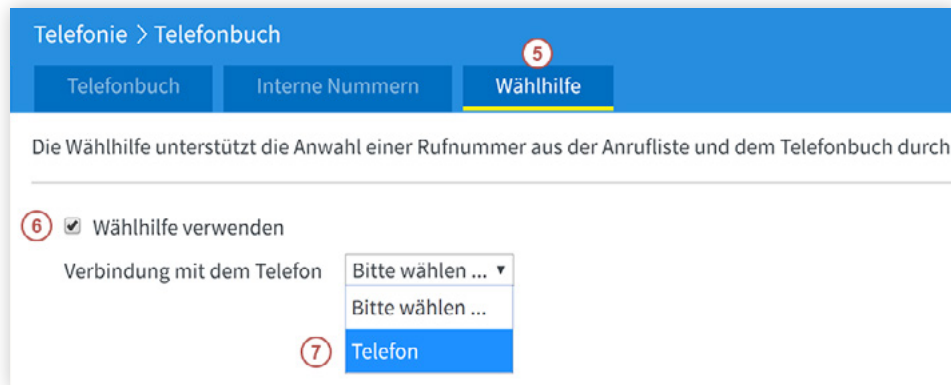 Telefonie > Telefonbuch
5
Telefonbuch Interne Nummern Wählhilfe
Die Wählhilfe unterstützt die Anwahl einer Rufnummer aus der Anrufliste und dem Telefonbuch durch
6 Wählhilfe verwenden
Verbindung mit dem Telefon Bitte wählen ...
Bitte wählen ...
7 Telefon